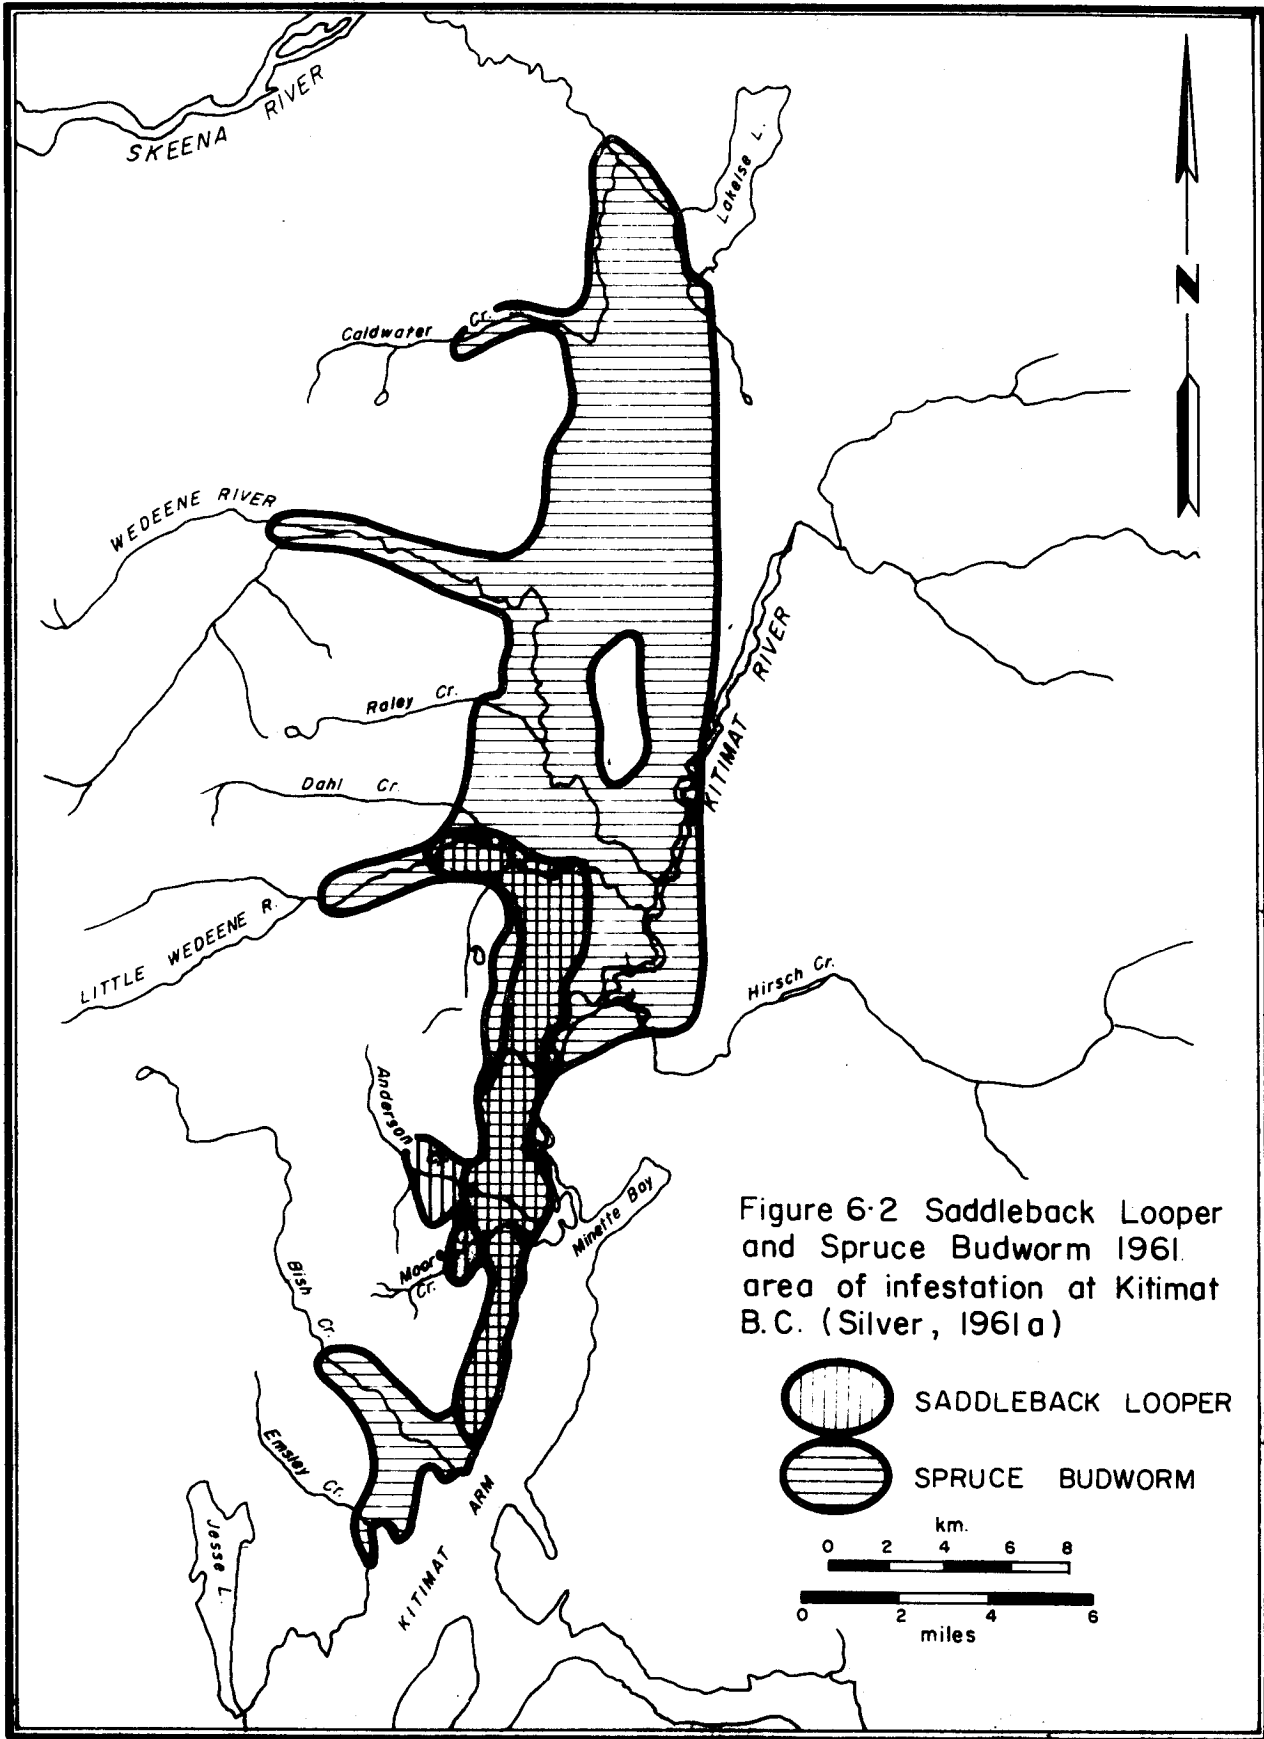 SKEENA RIVER
Lakelse L.
N
Caldwater Cr.
WEDEENE RIVER
KITIMAT RIVER
Raley Cr.
Dahl Cr.
LITTLE WEDEENE R.
Hirsch Cr.
Anderson Cr.
Minette Bay
Moore Cr.
Bish Cr.
Emsley Cr.
Jesse L.
KITIMAT ARM
Figure 6·2 Saddleback Looper
and Spruce Budworm 1961
area of infestation at Kitimat
B.C. (Silver, 1961a)
SADDLEBACK LOOPER
SPRUCE BUDWORM
km.
0 2 4 6 8
0 2 4 6
miles